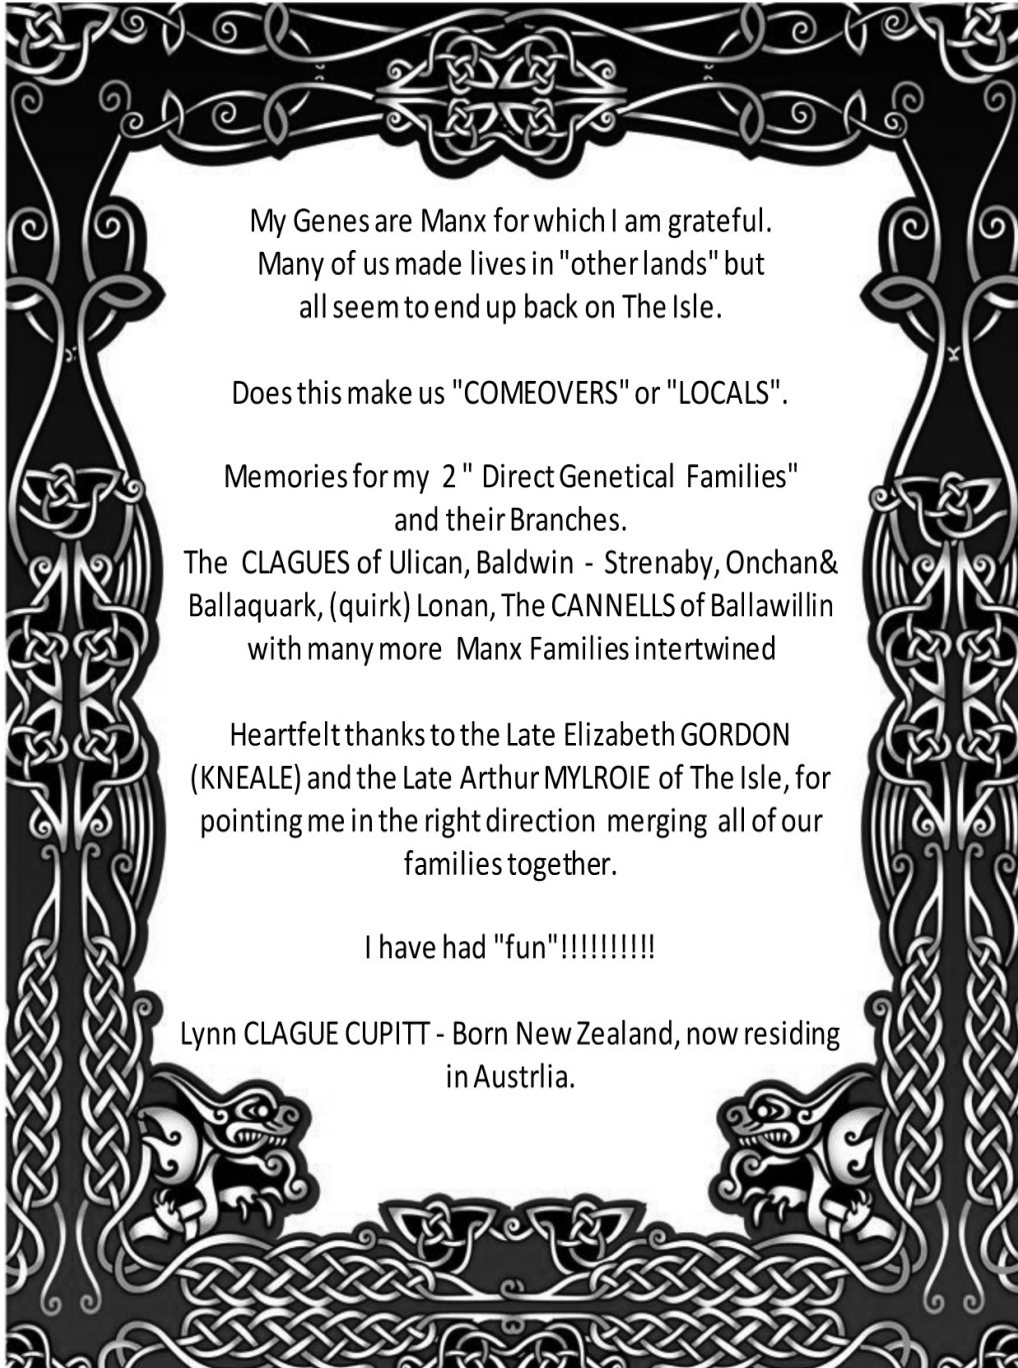 My Genes are Manx for which I am grateful.
Many of us made lives in "other lands" but
all seem to end up back on The Isle.
Does this make us "COMEOVERS" or "LOCALS".
Memories for my 2 " Direct Genetical Families"
and their Branches.
The CLAGUES of Ulican, Baldwin - Strenaby, Onchan&
Ballaquark, (quirk) Lonan, The CANNELLS of Ballawillin
with many more Manx Families intertwined
Heartfelt thanks to the Late Elizabeth GORDON
(KNEALE) and the Late Arthur MYLROIE of The Isle, for
pointing me in the right direction merging all of our
families together.
I have had "fun"!!!!!!!!!!
Lynn CLAGUE CUPITT - Born New Zealand, now residing
in Austrlia.